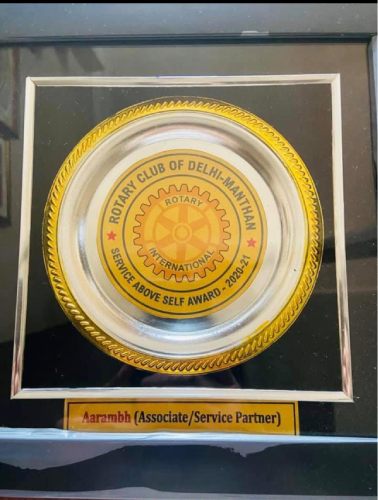 ROTARY CLUB OF DELHI-MANTHAN
ROTARY
INTERNATIONAL
SERVICE ABOVE SELF AWARD - 2020-21
Aarambh (Associate/Service Partner)